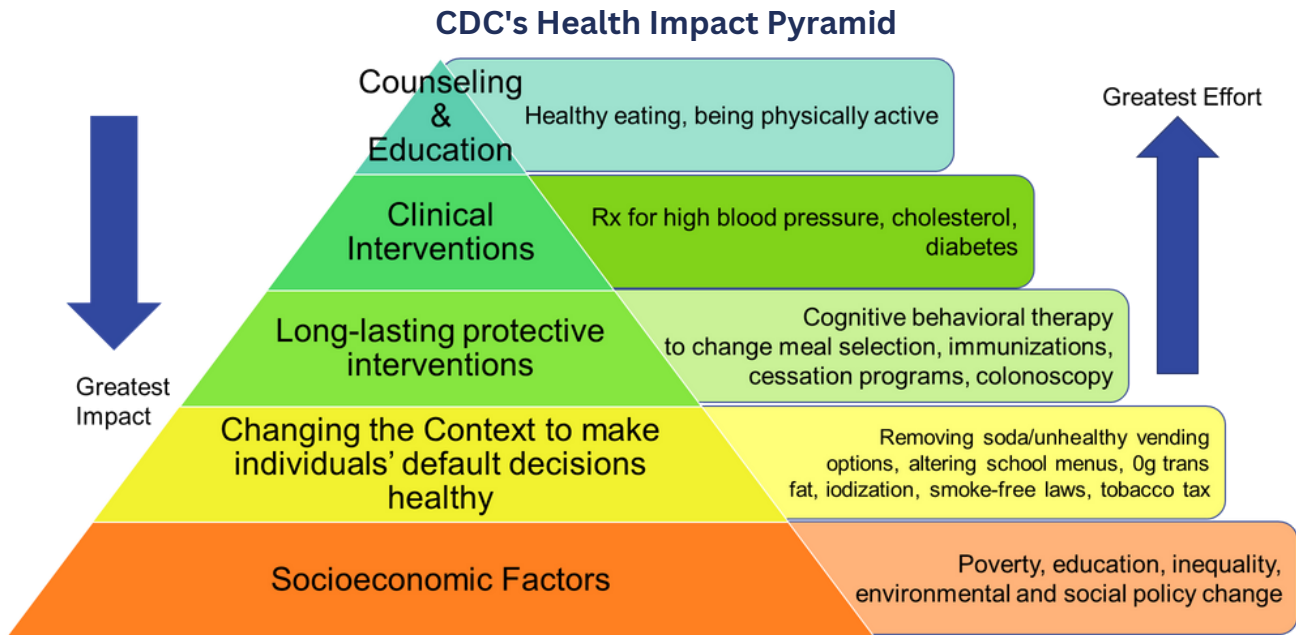 CDC's Health Impact Pyramid
Counseling
&
Education
Healthy eating, being physically active
Greatest Effort
Clinical
Interventions
Rx for high blood pressure, cholesterol,
diabetes
Long-lasting protective
interventions
Cognitive behavioral therapy
to change meal selection, immunizations,
cessation programs, colonoscopy
Greatest
Impact
Changing the Context to make
individuals’ default decisions
healthy
Removing soda/unhealthy vending
options, altering school menus, 0g trans
fat, iodization, smoke-free laws, tobacco tax
Socioeconomic Factors
Poverty, education, inequality,
environmental and social policy change